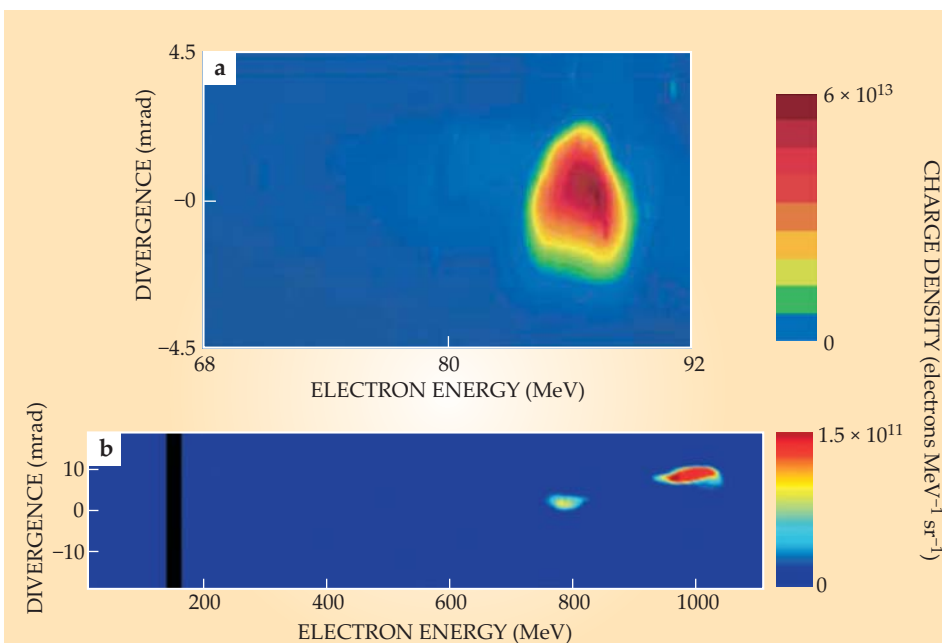 a
4.5
−0
−4.5
DIVERGENCE (mrad)
68
80
92
ELECTRON ENERGY (MeV)
6 × 10¹³
0
CHARGE DENSITY (electrons MeV⁻¹ sr⁻¹)
b
10
0
−10
DIVERGENCE (mrad)
200
400
600
800
1000
ELECTRON ENERGY (MeV)
1.5 × 10¹¹
0